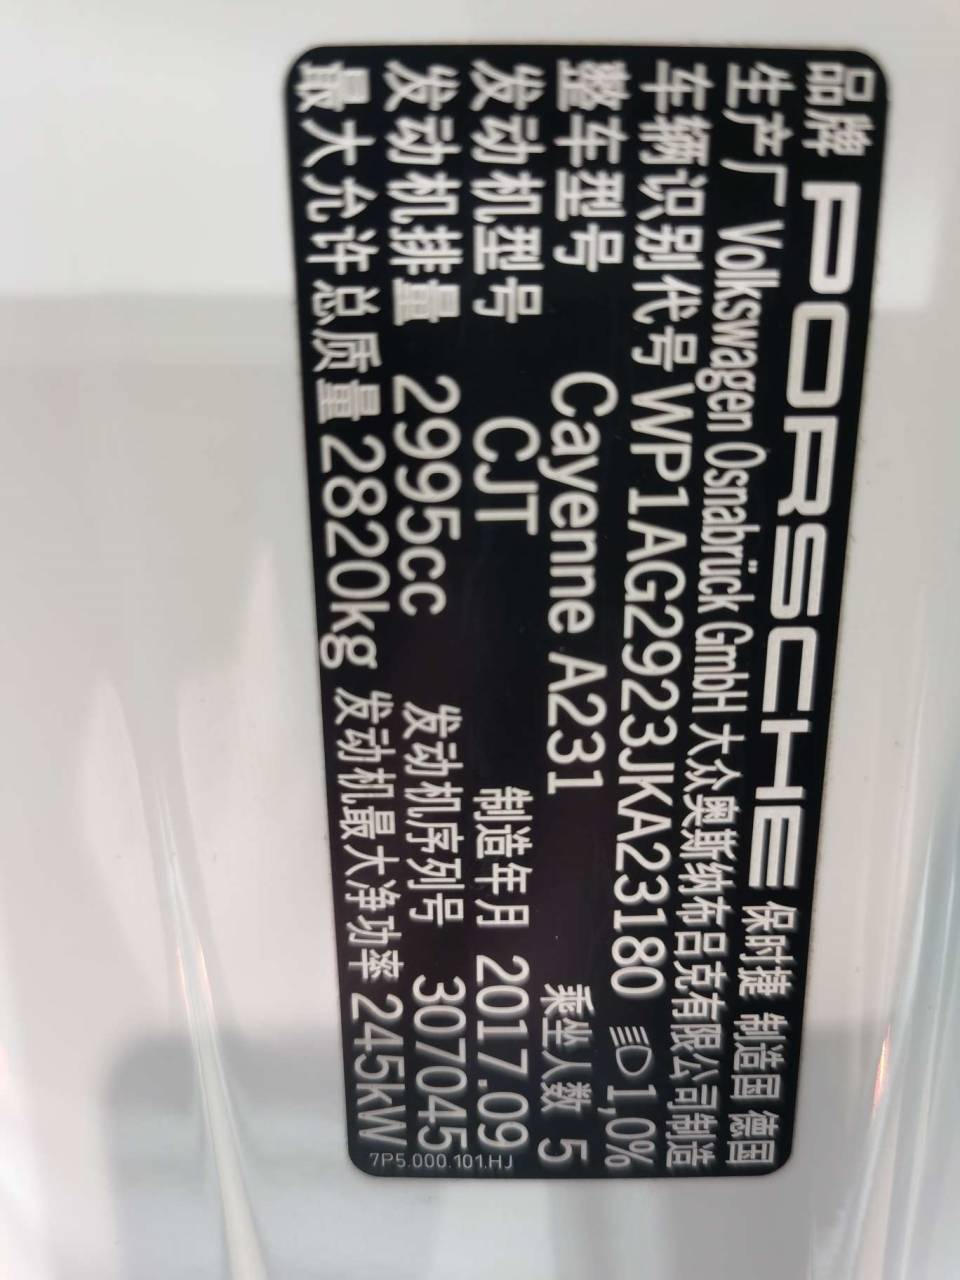 品牌 PORSCHE 保时捷 制造国 德国
生产厂 Volkswagen Osnabrück GmbH 大众奥斯纳布吕克有限公司制造
车辆识别代号 WP1AG2923JKA23180 1,0%
整车型号 Cayenne A231 乘坐人数 5
发动机型号 CJT 制造年月 2017.09
发动机排量 2995cc 发动机序列号 307045
最大允许总质量 2820kg 发动机最大净功率 245kW
7P5.000.101.HJ